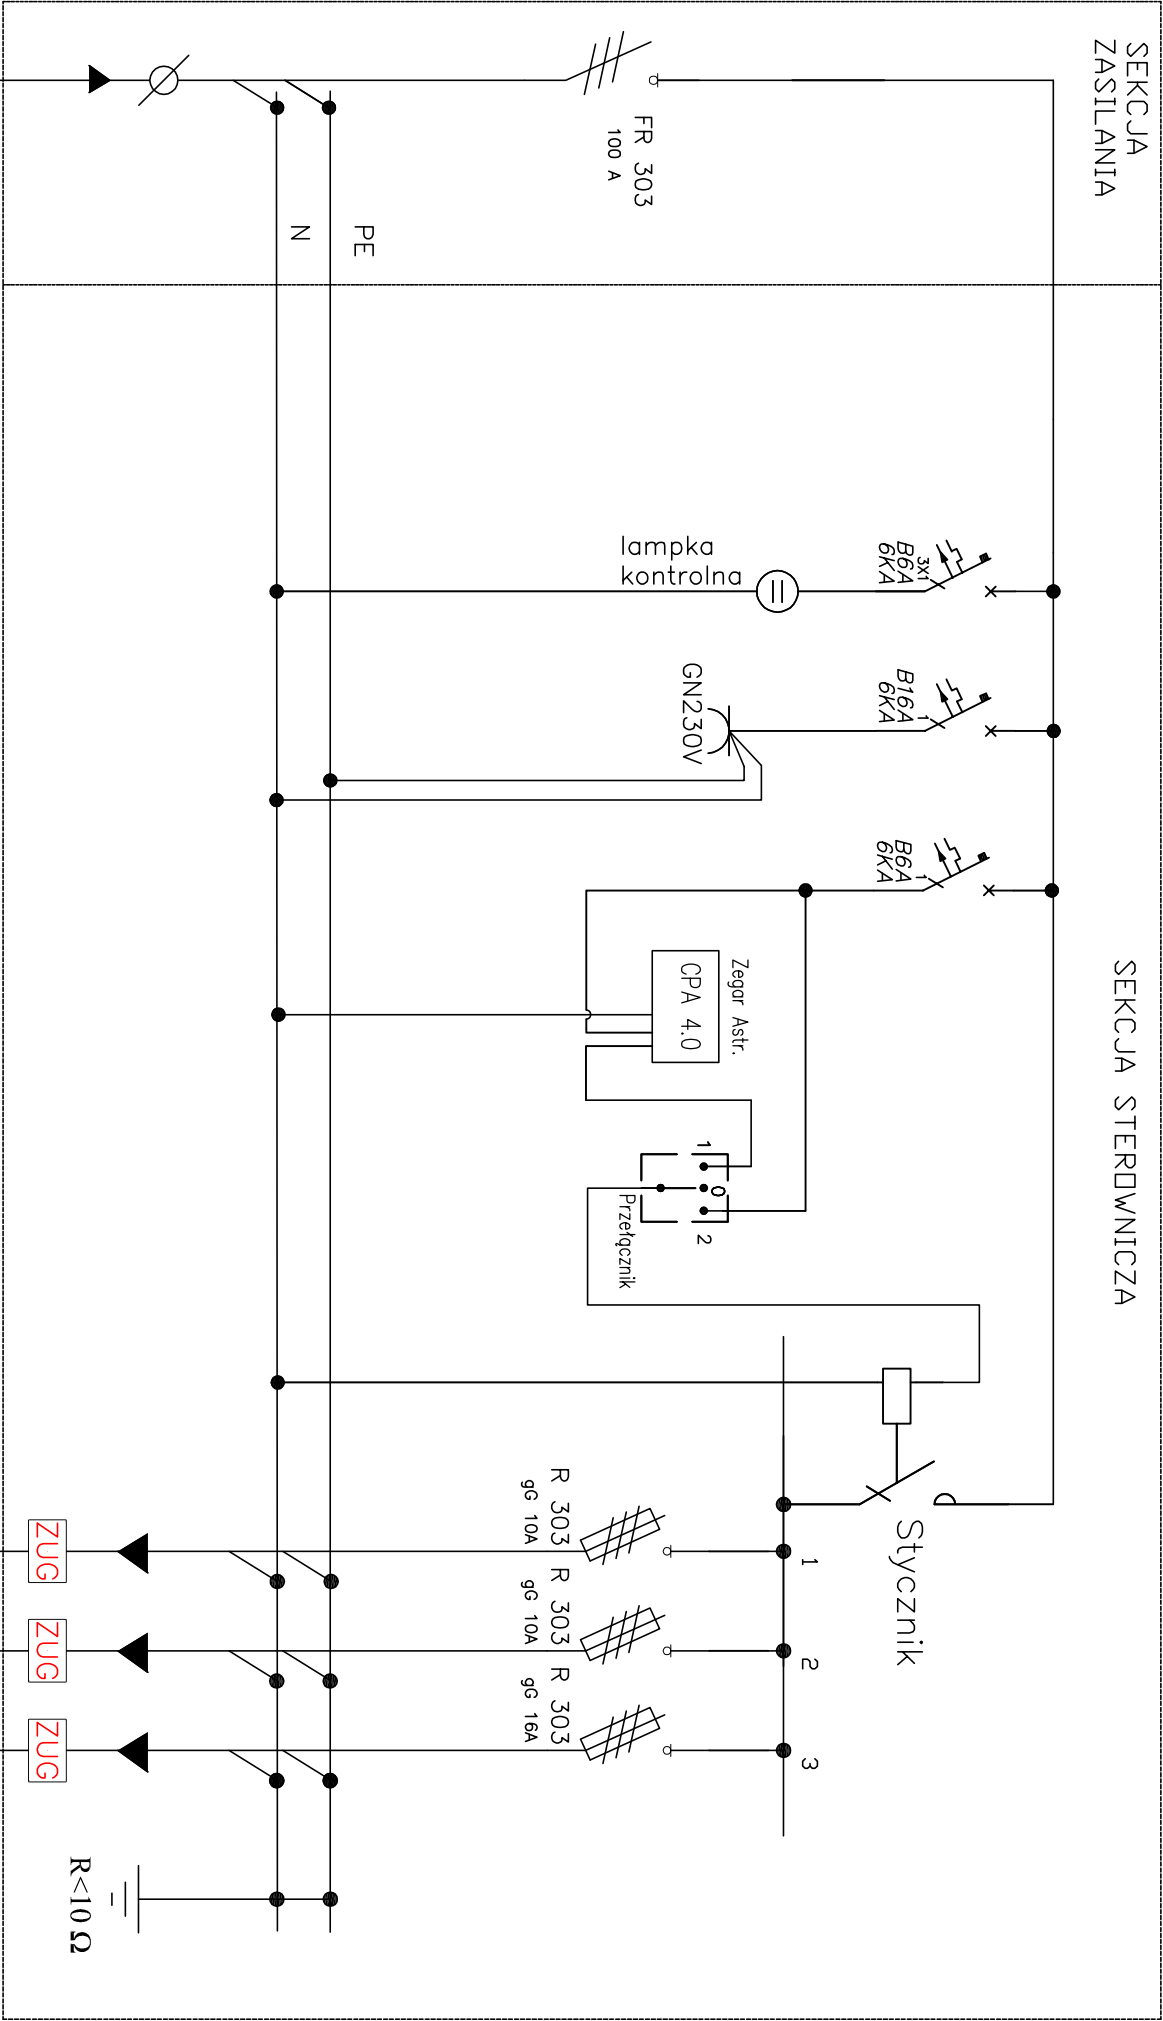 SEKCJA
ZASILANIA
FR 303
100 A
PE
N
SEKCJA STEROWNICZA
lampka
kontrolna
3X1
B6A
6KA
1
B16A
6KA
GN230V
1
B6A
6KA
Zegar Astr.
CPA 4.0
1
0
2
Przełącznik
Stycznik
1
2
3
R 303
gG 10A
R 303
gG 10A
R 303
gG 16A
ZUG
ZUG
ZUG
R<10 Ω